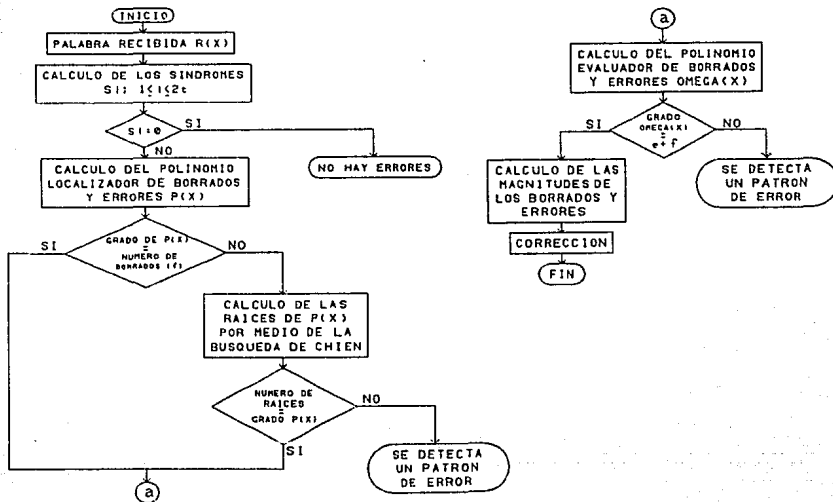 INICIO
PALABRA RECIBIDA R(X)
CALCULO DE LOS SINDROMES
SI: 1≤I≤2t
SI=0
SI
NO
NO HAY ERRORES
CALCULO DEL POLINOMIO
LOCALIZADOR DE BORRADOS
Y ERRORES P(X)
GRADO DE P(X)
=
NUMERO DE
BORRADOS (f)
SI
NO
CALCULO DE LAS
RAICES DE P(X)
POR MEDIO DE LA
BUSQUEDA DE CHIEN
NUMERO DE
RAICES
=
GRADO P(X)
NO
SI
SE DETECTA
UN PATRON
DE ERROR
a
a
CALCULO DEL POLINOMIO
EVALUADOR DE BORRADOS
Y ERRORES OMEGA(X)
GRADO
OMEGA(X)
=
e+f
SI
NO
CALCULO DE LAS
MAGNITUDES DE
LOS BORRADOS Y
ERRORES
SE DETECTA
UN PATRON
DE ERROR
CORRECCION
FIN